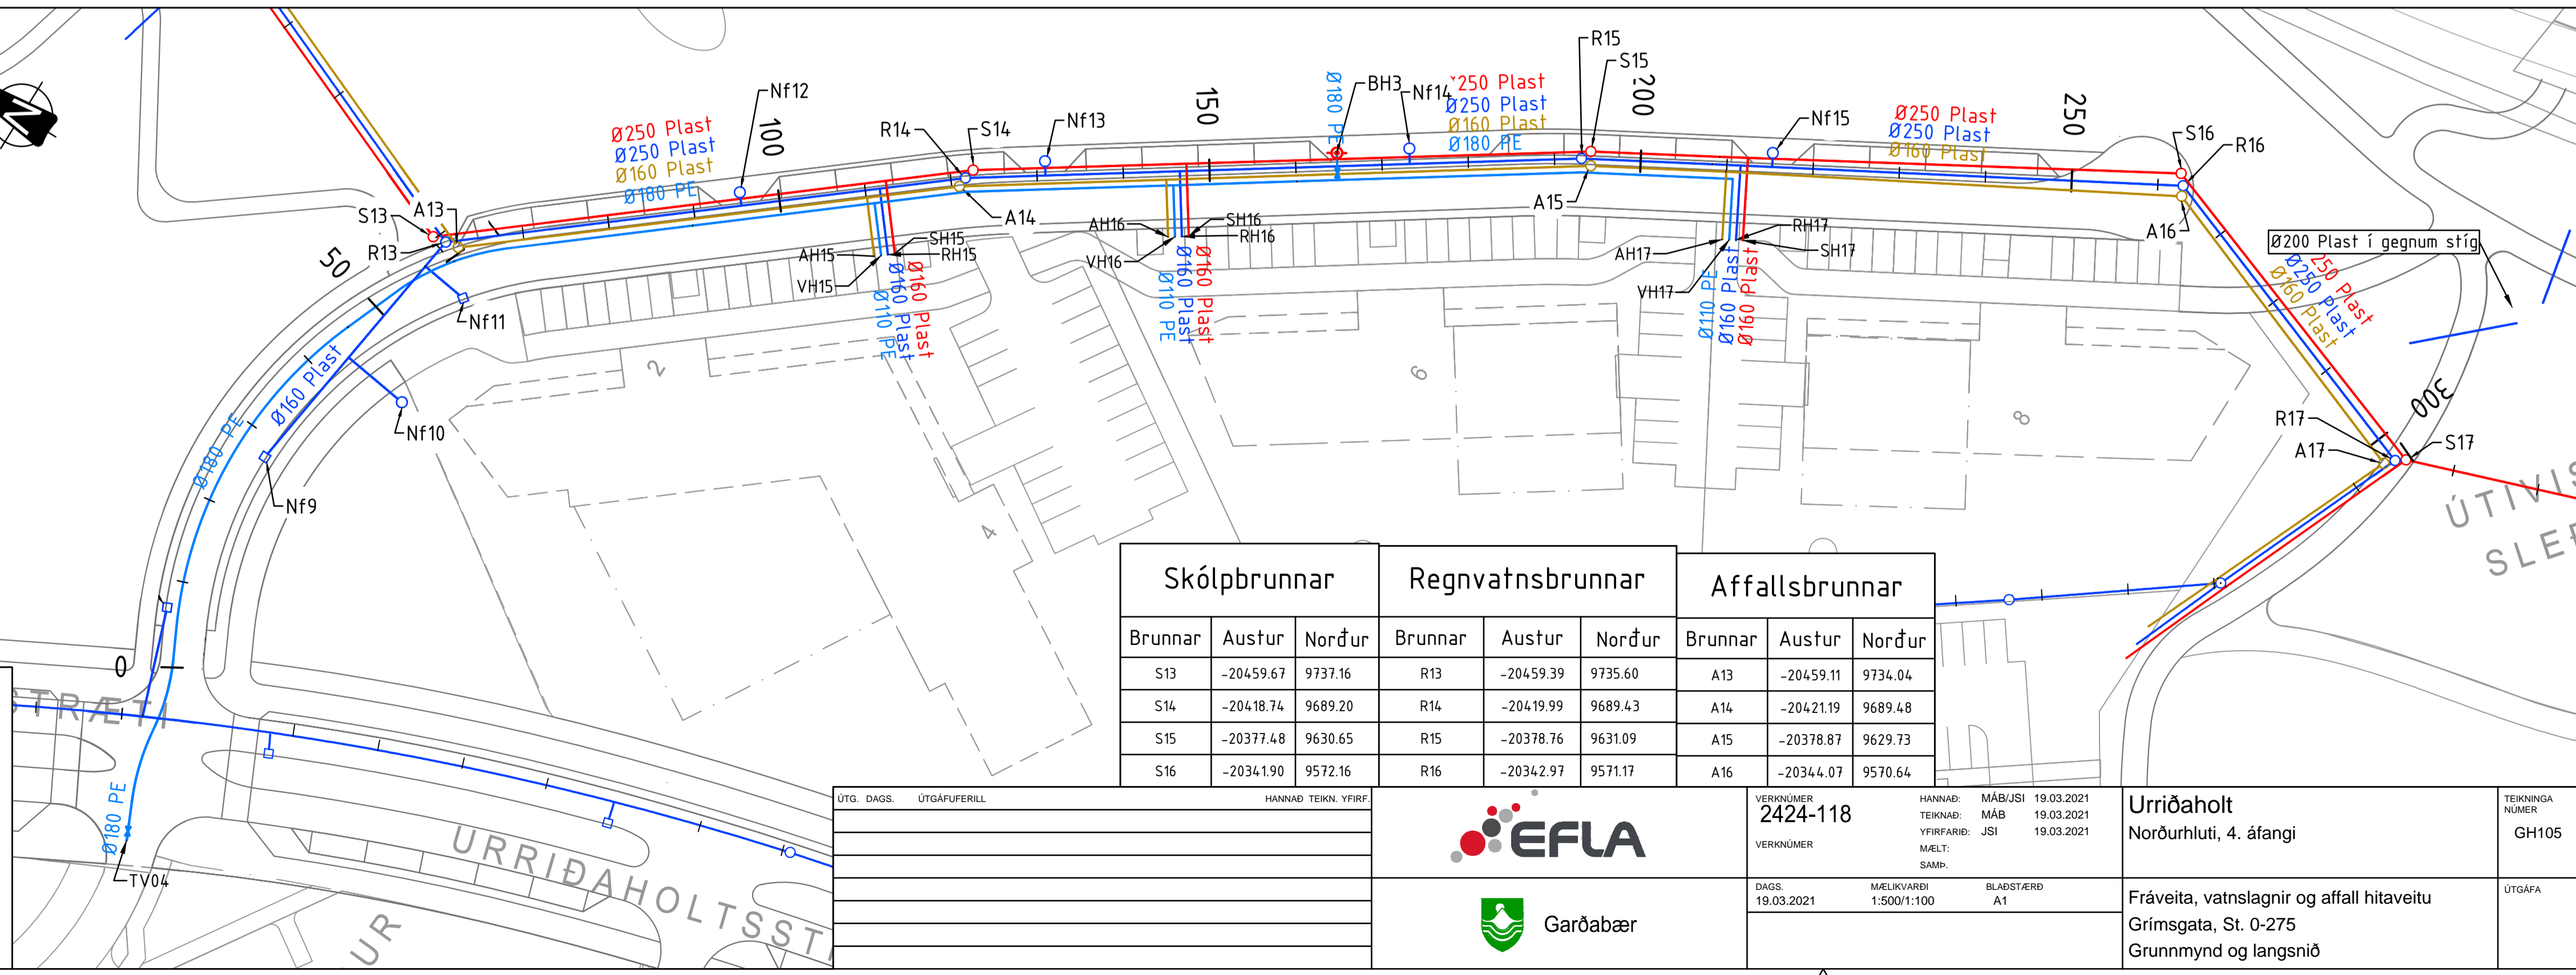 R15
S15
Nf12
BH3
Nf14
250 Plast
Ø250 Plast
Ø160 Plast
Ø180 PE
Ø180 PE
150
200
250
100
Ø250 Plast
Ø250 Plast
Ø160 Plast
Ø180 PE
R14
S14
Nf13
Nf15
Ø250 Plast
Ø250 Plast
Ø160 Plast
S16
R16
N
S13
A13
R13
50
A14
A15
A16
AH15
SH15
RH15
VH15
AH16
SH16
RH16
VH16
AH17
RH17
SH17
VH17
Ø200 Plast í gegnum stíg
Ø110 PE
Ø160 Plast
Ø160 Plast
Ø110 PE
Ø160 Plast
Ø160 Plast
Ø110 PE
Ø160 Plast
Ø160 Plast
250 Plast
Ø250 Plast
Ø160 Plast
Nf11
Ø160 Plast
2
6
8
4
300
Nf10
Ø180 PE
Nf9
R17
A17
S17
ÚTIVIS
SLEÐ
0
STRÆTI
Ø180 PE
TV04
URRIÐAHOLTSST
UR
Skólpbrunnar Regnvatnsbrunnar Affallsbrunnar
Brunnar Austur Norður Brunnar Austur Norður Brunnar Austur Norður
S13 -20459.67 9737.16 R13 -20459.39 9735.60 A13 -20459.11 9734.04
S14 -20418.74 9689.20 R14 -20419.99 9689.43 A14 -20421.19 9689.48
S15 -20377.48 9630.65 R15 -20378.76 9631.09 A15 -20378.87 9629.73
S16 -20341.90 9572.16 R16 -20342.97 9571.17 A16 -20344.07 9570.64
ÚTG. DAGS. ÚTGÁFUFERILL HANNAÐ TEIKN. YFIRF.
EFLA
Garðabær
VERKNÚMER
2424-118
VERKNÚMER
HANNAÐ: MÁB/JSI 19.03.2021
TEIKNAÐ: MÁB 19.03.2021
YFIRFARIÐ: JSI 19.03.2021
MÆLT:
SAMÞ.
DAGS. MÆLIKVARÐI BLAÐSTÆRÐ
19.03.2021 1:500/1:100 A1
Urriðaholt
Norðurhluti, 4. áfangi
Fráveita, vatnslagnir og affall hitaveitu
Grímsgata, St. 0-275
Grunnmynd og langsnið
TEIKNINGA
NÚMER
GH105
ÚTGÁFA